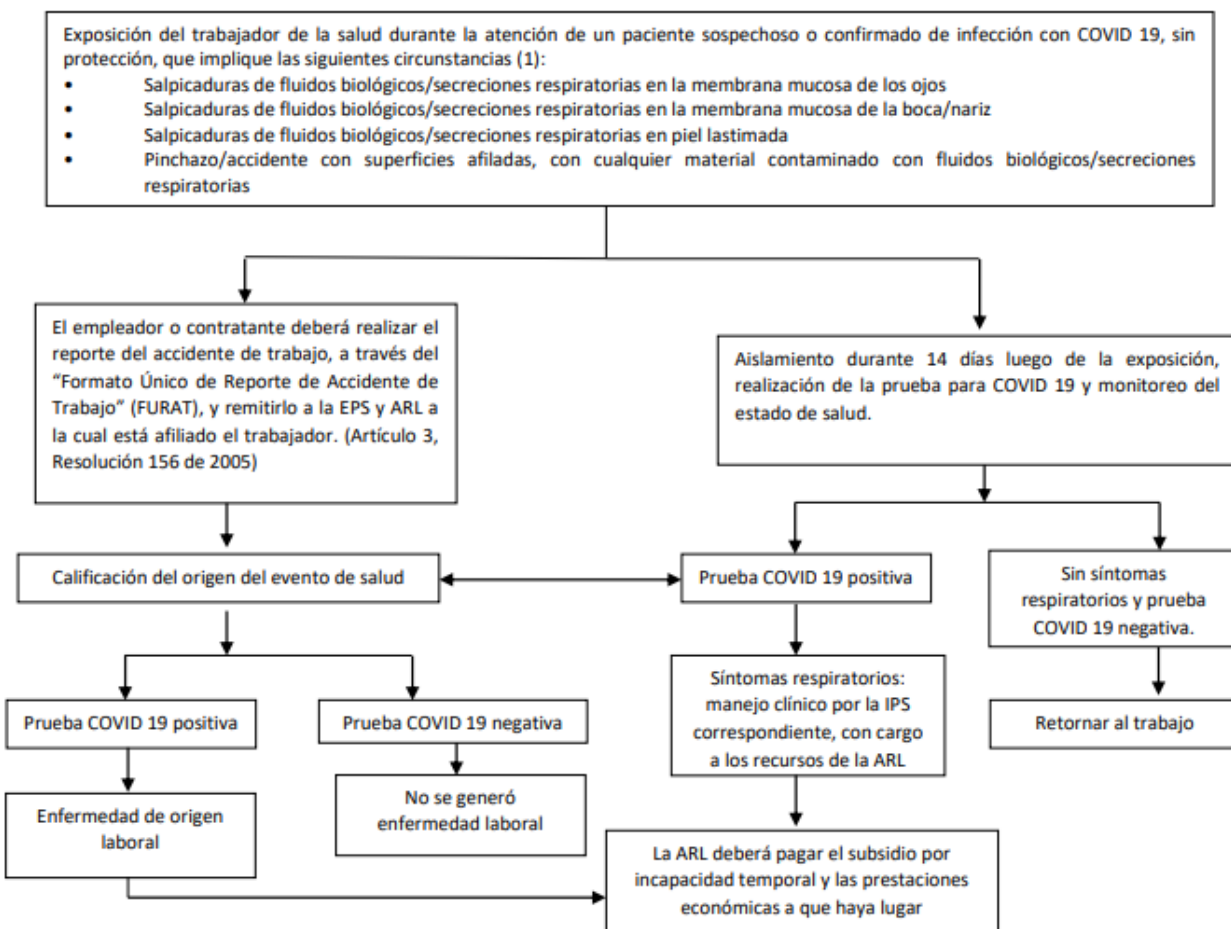 Exposición del trabajador de la salud durante la atención de un paciente sospechoso o confirmado de infección con COVID 19, sin
protección, que implique las siguientes circunstancias (1):
• Salpicaduras de fluidos biológicos/secreciones respiratorias en la membrana mucosa de los ojos
• Salpicaduras de fluidos biológicos/secreciones respiratorias en la membrana mucosa de la boca/nariz
• Salpicaduras de fluidos biológicos/secreciones respiratorias en piel lastimada
• Pinchazo/accidente con superficies afiladas, con cualquier material contaminado con fluidos biológicos/secreciones
respiratorias
El empleador o contratante deberá realizar el
reporte del accidente de trabajo, a través del
“Formato Único de Reporte de Accidente de
Trabajo” (FURAT), y remitirlo a la EPS y ARL a
la cual está afiliado el trabajador. (Artículo 3,
Resolución 156 de 2005)
Aislamiento durante 14 días luego de la exposición,
realización de la prueba para COVID 19 y monitoreo del
estado de salud.
Calificación del origen del evento de salud
Prueba COVID 19 positiva
Sin síntomas
respiratorios y prueba
COVID 19 negativa.
Prueba COVID 19 positiva
Prueba COVID 19 negativa
Síntomas respiratorios:
manejo clínico por la IPS
correspondiente, con cargo
a los recursos de la ARL
Retornar al trabajo
Enfermedad de origen
laboral
No se generó
enfermedad laboral
La ARL deberá pagar el subsidio por
incapacidad temporal y las prestaciones
económicas a que haya lugar